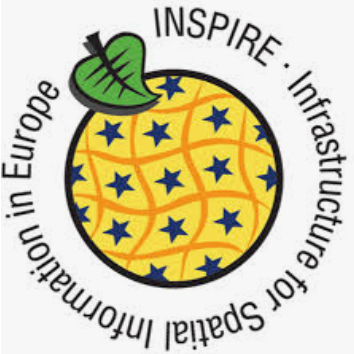 INSPIRE · Infrastructure for Spatial Information in Europe